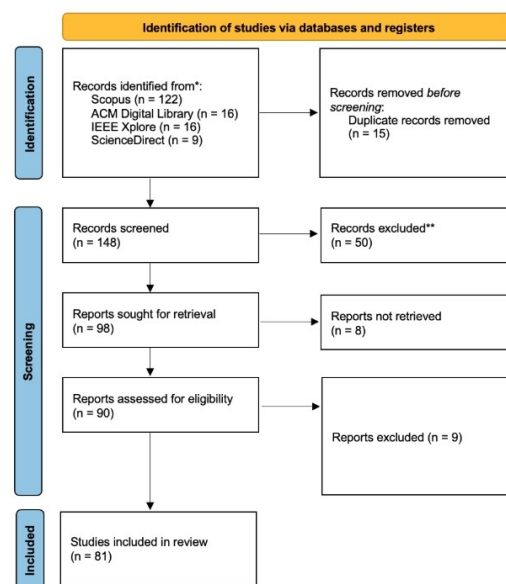 Identification of studies via databases and registers
Identification
Records identified from*:
Scopus (n = 122)
ACM Digital Library (n = 16)
IEEE Xplore (n = 16)
ScienceDirect (n = 9)
Records removed before
screening:
Duplicate records removed
(n = 15)
Screening
Records screened
(n = 148)
Records excluded**
(n = 50)
Reports sought for retrieval
(n = 98)
Reports not retrieved
(n = 8)
Reports assessed for eligibility
(n = 90)
Reports excluded (n = 9)
Included
Studies included in review
(n = 81)